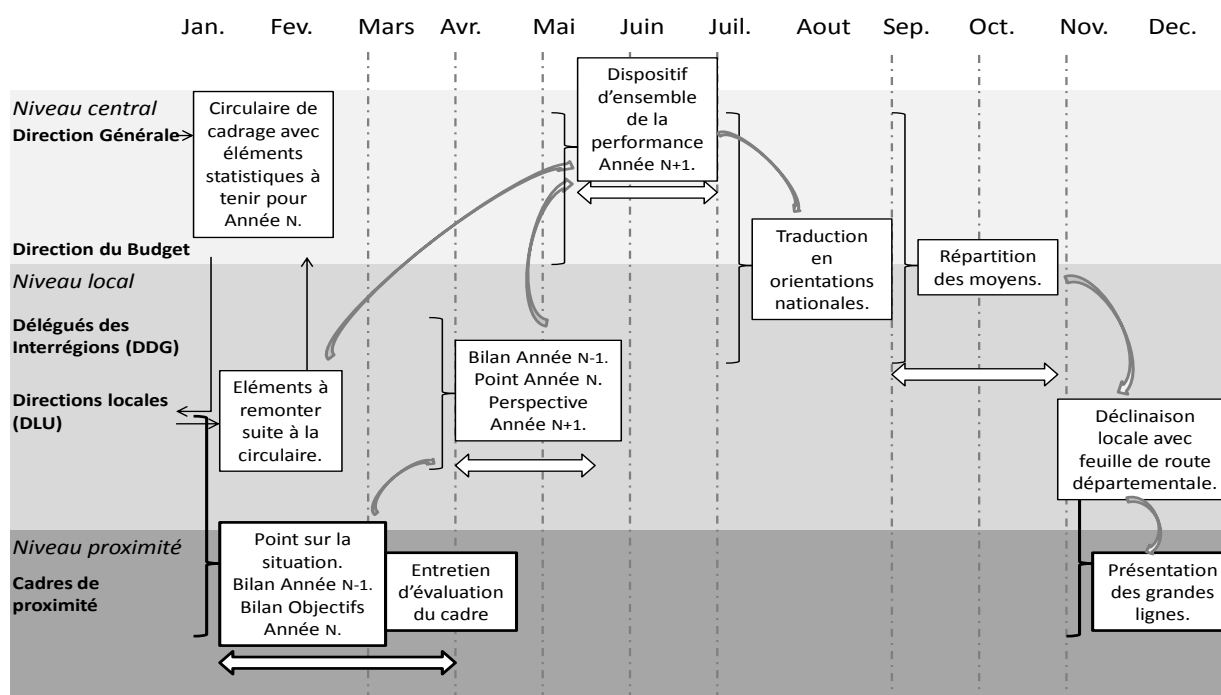 Jan. Fev. Mars Avr. Mai Juin Juil. Aout Sep. Oct. Nov. Dec.
Niveau central
Direction Générale
Direction du Budget
Circulaire de
cadrage avec
éléments
statistiques à
tenir pour
Année N.
Dispositif
d’ensemble
de la
performance
Année N+1.
Traduction
en
orientations
nationales.
Répartition
des moyens.
Niveau local
Délégués des
Interrégions (DDG)
Directions locales
(DLU)
Eléments à
remonter
suite à la
circulaire.
Bilan Année N-1.
Point Année N.
Perspective
Année N+1.
Déclinaison
locale avec
feuille de route
départementale.
Niveau proximité
Cadres de
proximité
Point sur la
situation.
Bilan Année N-1.
Bilan Objectifs
Année N.
Entretien
d’évaluation
du cadre
Présentation
des grandes
lignes.